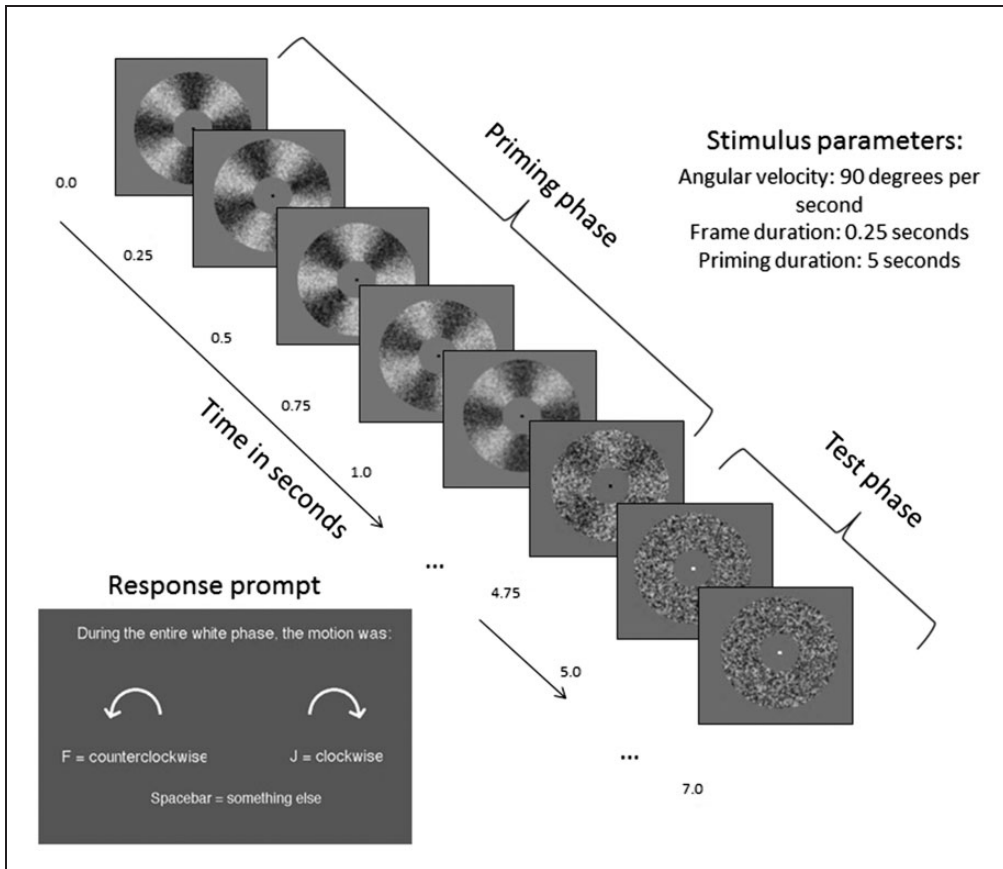 Priming phase
Stimulus parameters:
Angular velocity: 90 degrees per
second
Frame duration: 0.25 seconds
Priming duration: 5 seconds
0.0
0.25
0.5
0.75
1.0
Time in seconds
...
4.75
5.0
...
7.0
Test phase
Response prompt
During the entire white phase, the motion was:
F = counterclockwise
J = clockwise
Spacebar = something else